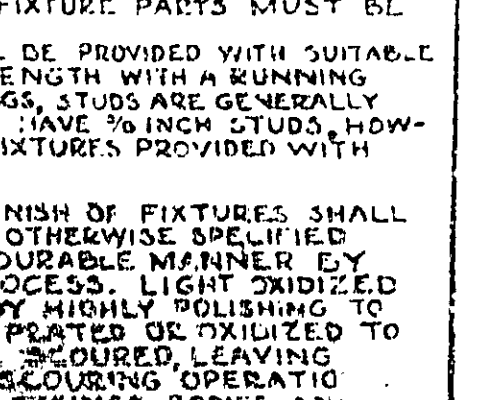 FIXTURE PARTS MUST BE
BE PROVIDED WITH SUITABLE
ENGTH WITH A RUNNING
GS, STUDS ARE GENERALLY
HAVE 3/8 INCH STUDS, HOW-
IXTURES PROVIDED WITH
NISH OF FIXTURES SHALL
OTHERWISE SPECIFIED
DURABLE MANNER BY
OCESS. LIGHT OXIDIZED
BY HIGHLY POLISHING TO
PLATED OR OXIDIZED TO
SCOURED, LEAVING
SCOURING OPERATIO